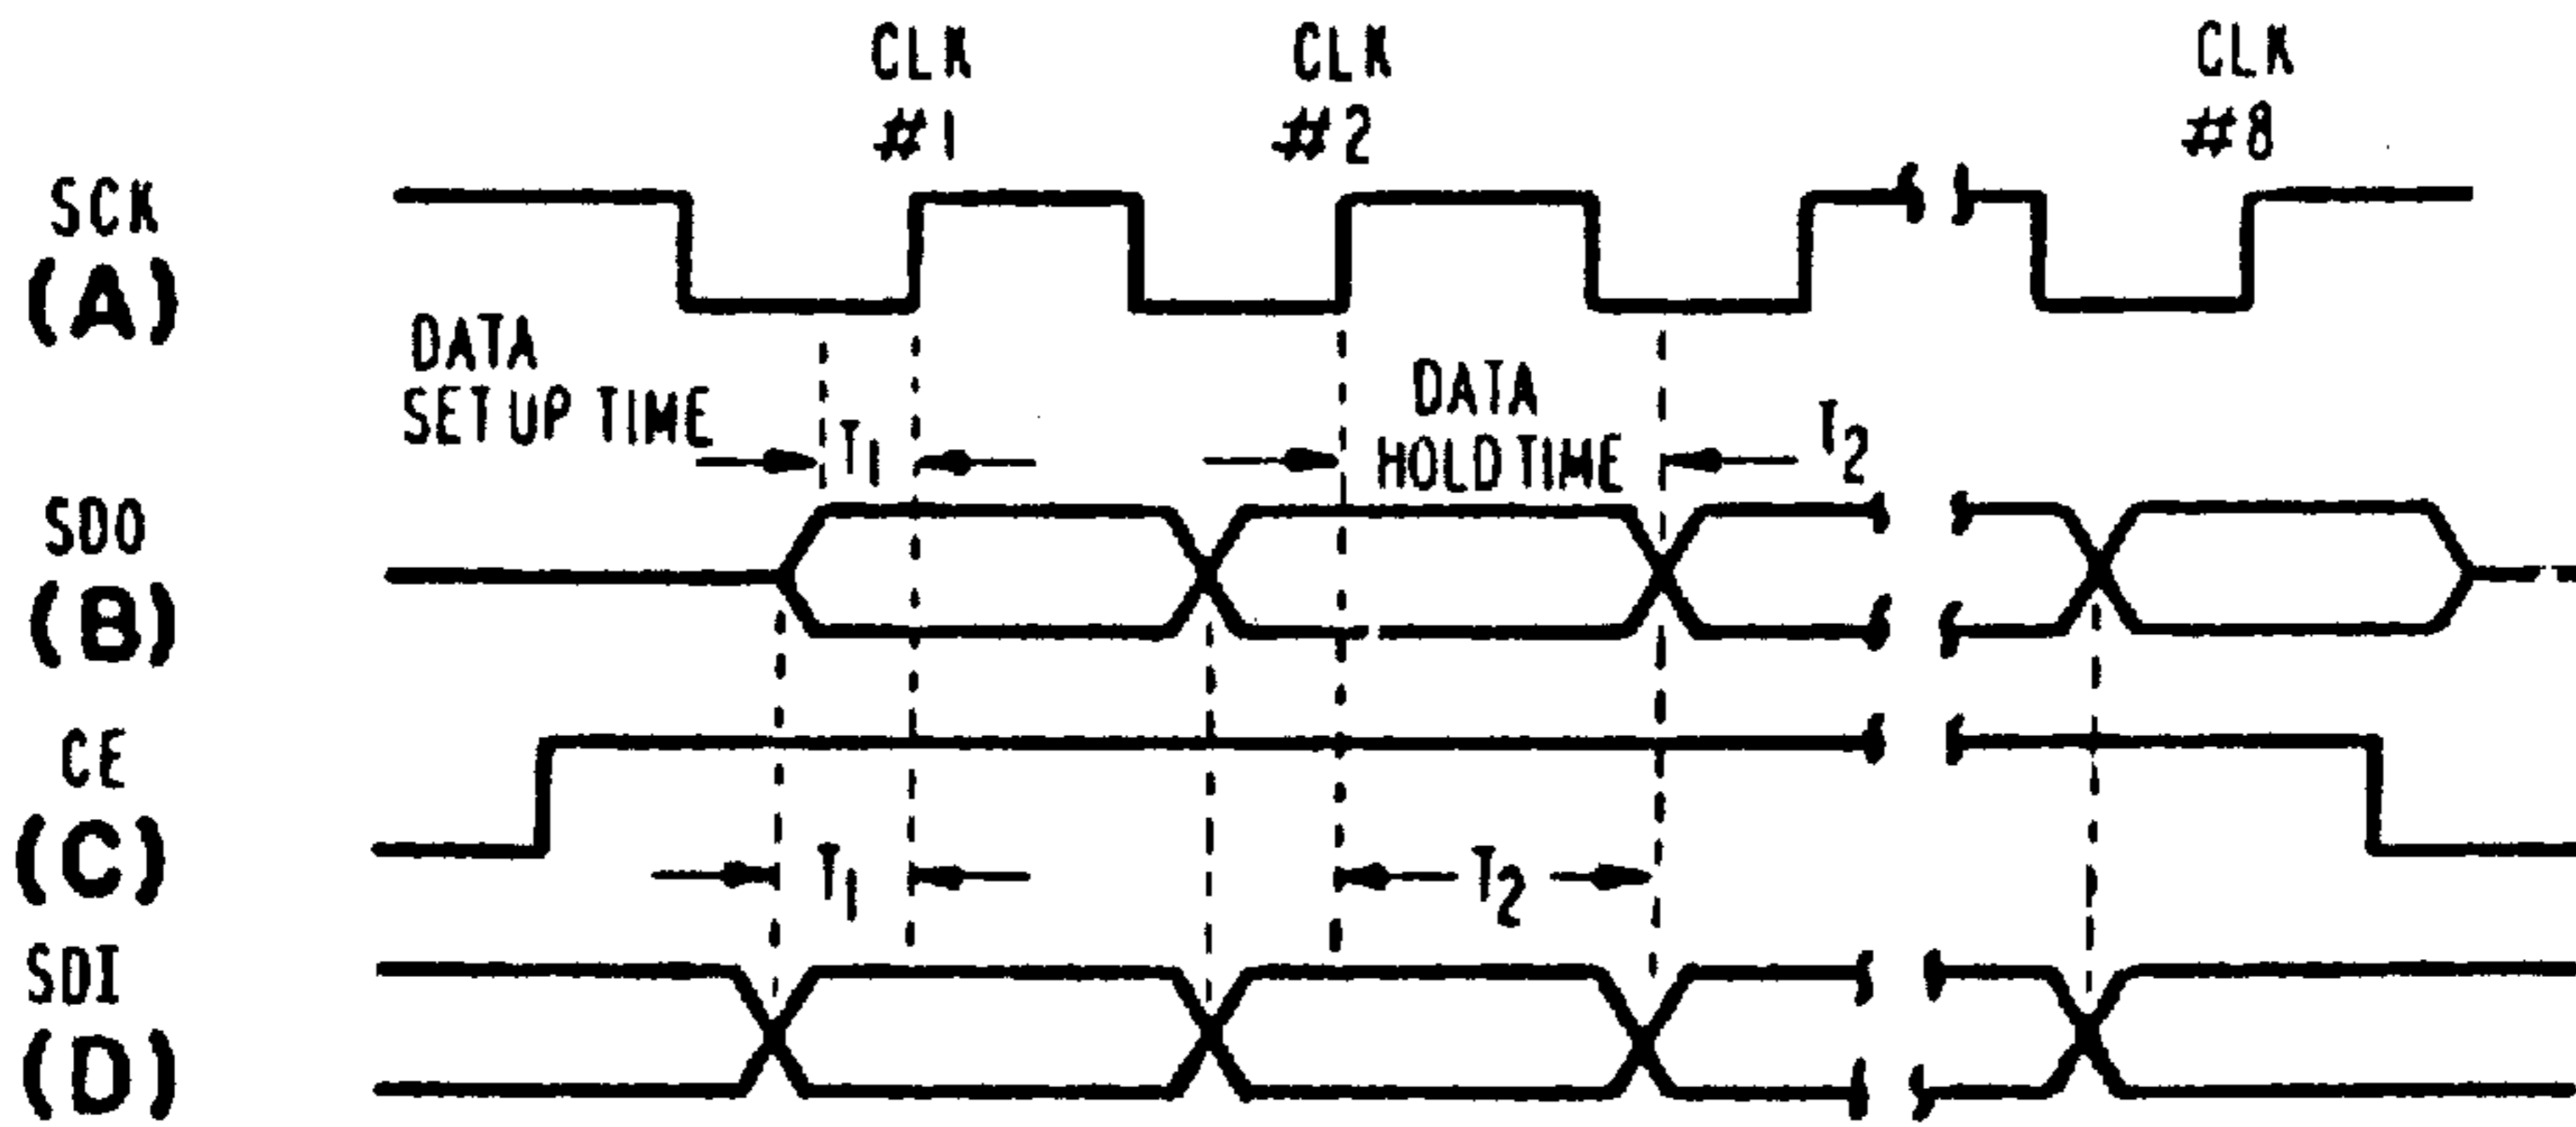 CLK
#1
CLK
#2
CLK
#8
SCK
(A)
DATA
SET UP TIME
T1
DATA
HOLD TIME
T2
SDO
(B)
CE
(C)
T1
T2
SDI
(D)